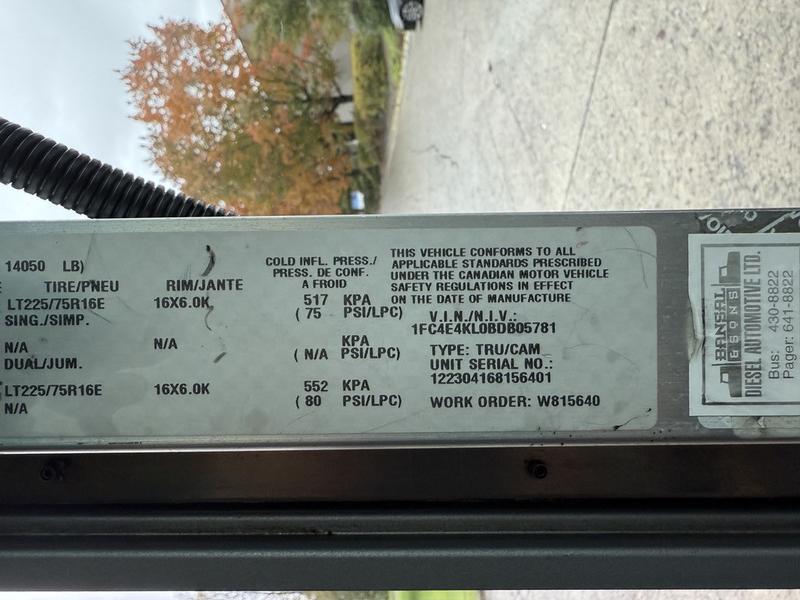 14050 LB)
TIRE/PNEU RIM/JANTE COLD INFL. PRESS./
PRESS. DE CONF.
A FROID
LT225/75R16E 16X6.0K 517 KPA
SING./SIMP. ( 75 PSI/LPC)
N/A N/A KPA
DUAL/JUM. ( N/A PSI/LPC)
LT225/75R16E 16X6.0K 552 KPA
N/A ( 80 PSI/LPC)
THIS VEHICLE CONFORMS TO ALL
APPLICABLE STANDARDS PRESCRIBED
UNDER THE CANADIAN MOTOR VEHICLE
SAFETY REGULATIONS IN EFFECT
ON THE DATE OF MANUFACTURE
V.I.N./N.I.V.:
1FC4E4KL0BDB05781
TYPE: TRU/CAM
UNIT SERIAL NO.:
122304168156401
WORK ORDER: W815640
BANSAL
& SONS
DIESEL AUTOMOTIVE LTD.
Bus: 430-8822
Pager: 641-8822